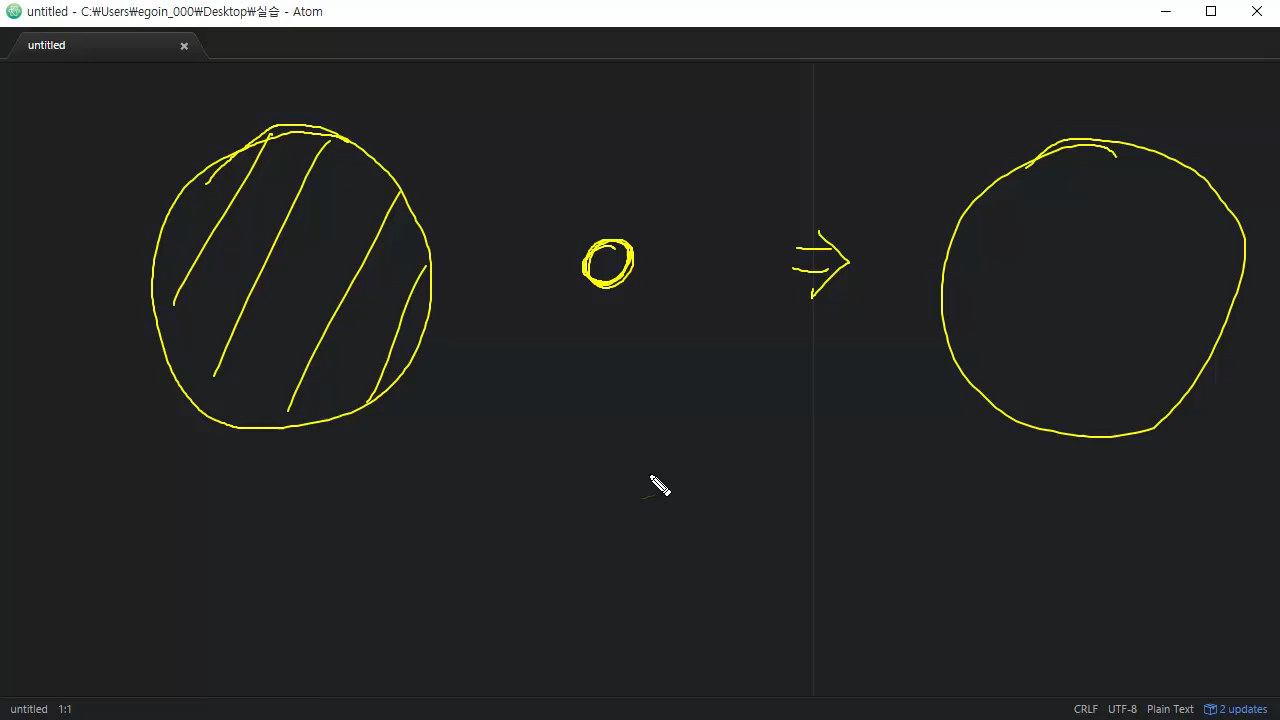 untitled - C:₩Users₩egoin_000₩Desktop₩실습 - Atom
untitled
untitled 1:1 CRLF UTF-8 Plain Text 2 updates